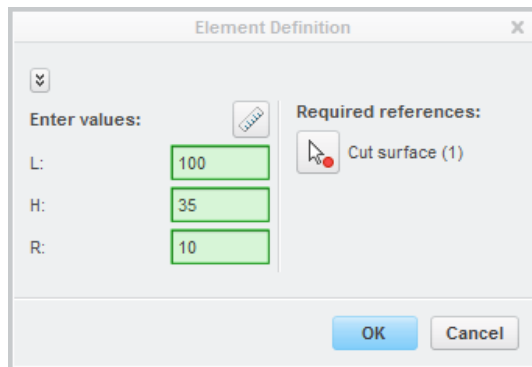 Element Definition
Enter values:
L: 100
H: 35
R: 10
Required references:
Cut surface (1)
OK Cancel